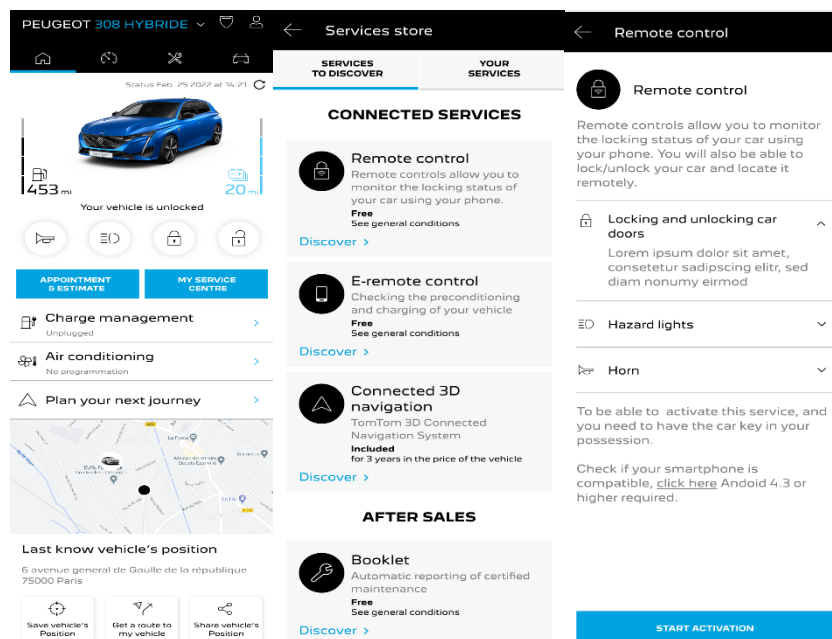 PEUGEOT 308 HYBRIDE
Status Feb. 25 2022 at 14:21
453 mi
20 mi
Your vehicle is unlocked
APPOINTMENT
& ESTIMATE
MY SERVICE
CENTRE
Charge management
Unplugged
Air conditioning
No programmation
Plan your next journey
La Poste
TOTAL
Last know vehicle's position
6 avenue general de Gaulle de la république
75000 Paris
Save vehicle's
Position
Get a route to
my vehicle
Share vehicle's
Position
Services store
SERVICES
TO DISCOVER
YOUR
SERVICES
CONNECTED SERVICES
Remote control
Remote controls allow you to
monitor the locking status of
your car using your phone.
Free
See general conditions
Discover >
E-remote control
Checking the preconditioning
and charging of your vehicle
Free
See general conditions
Discover >
Connected 3D
navigation
TomTom 3D Connected
Navigation System
Included
for 3 years in the price of the vehicle
Discover >
AFTER SALES
Booklet
Automatic reporting of certified
maintenance
Free
See general conditions
Discover >
Remote control
Remote control
Remote controls allow you to monitor
the locking status of your car using
your phone. You will also be able to
lock/unlock your car and locate it
remotely.
Locking and unlocking car
doors
Lorem ipsum dolor sit amet,
consetetur sadipscing elitr, sed
diam nonumy eirmod
Hazard lights
Horn
To be able to activate this service, and
you need to have the car key in your
possession.
Check if your smartphone is
compatible, click here Andoid 4.3 or
higher required.
START ACTIVATION